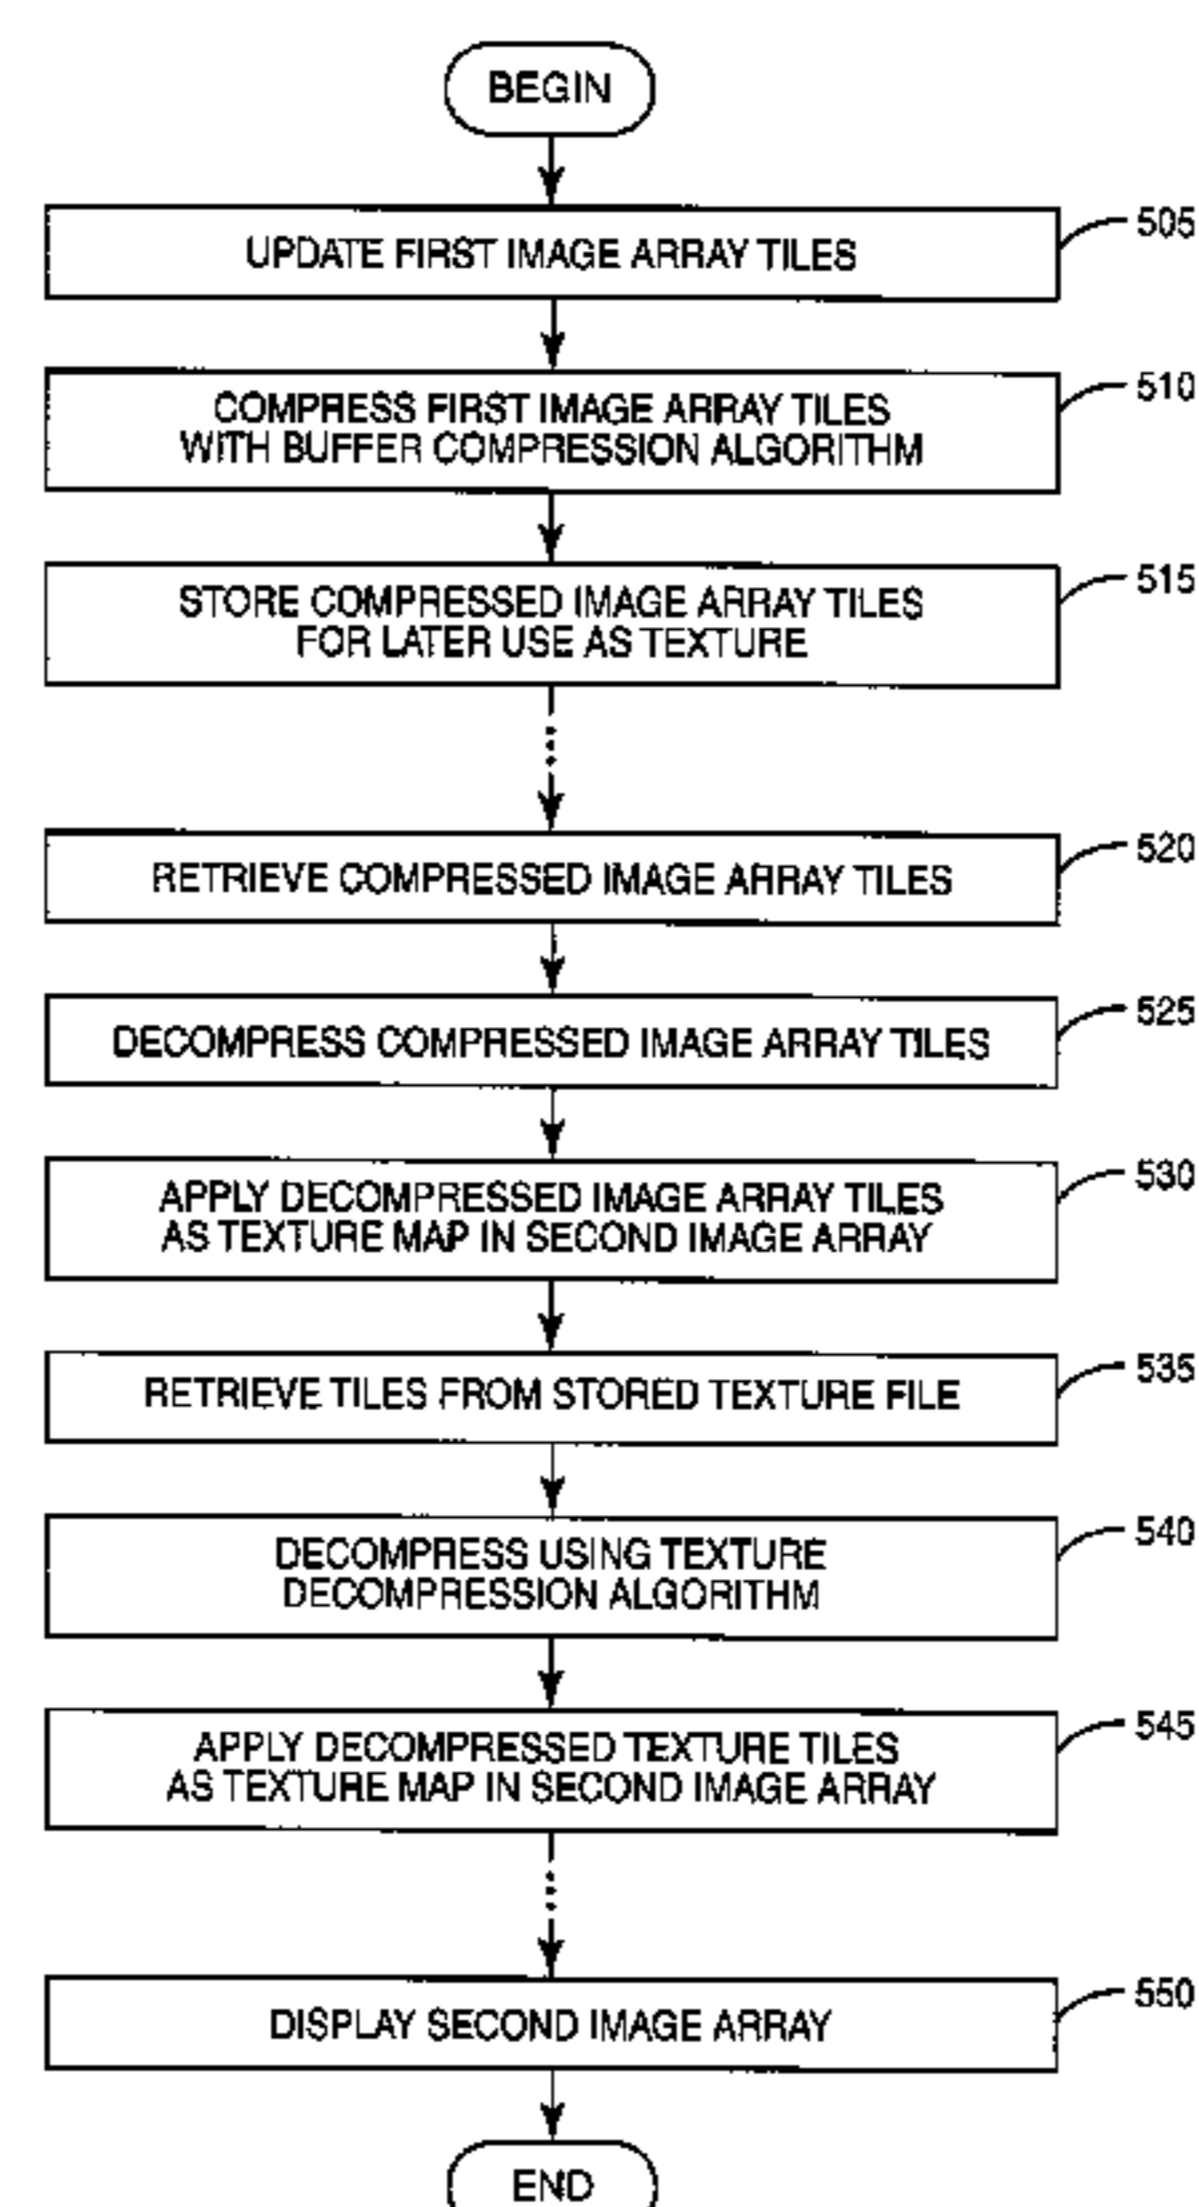 BEGIN
UPDATE FIRST IMAGE ARRAY TILES
505
COMPRESS FIRST IMAGE ARRAY TILES
WITH BUFFER COMPRESSION ALGORITHM
510
STORE COMPRESSED IMAGE ARRAY TILES
FOR LATER USE AS TEXTURE
515
RETRIEVE COMPRESSED IMAGE ARRAY TILES
520
DECOMPRESS COMPRESSED IMAGE ARRAY TILES
525
APPLY DECOMPRESSED IMAGE ARRAY TILES
AS TEXTURE MAP IN SECOND IMAGE ARRAY
530
RETRIEVE TILES FROM STORED TEXTURE FILE
535
DECOMPRESS USING TEXTURE
DECOMPRESSION ALGORITHM
540
APPLY DECOMPRESSED TEXTURE TILES
AS TEXTURE MAP IN SECOND IMAGE ARRAY
545
DISPLAY SECOND IMAGE ARRAY
550
END